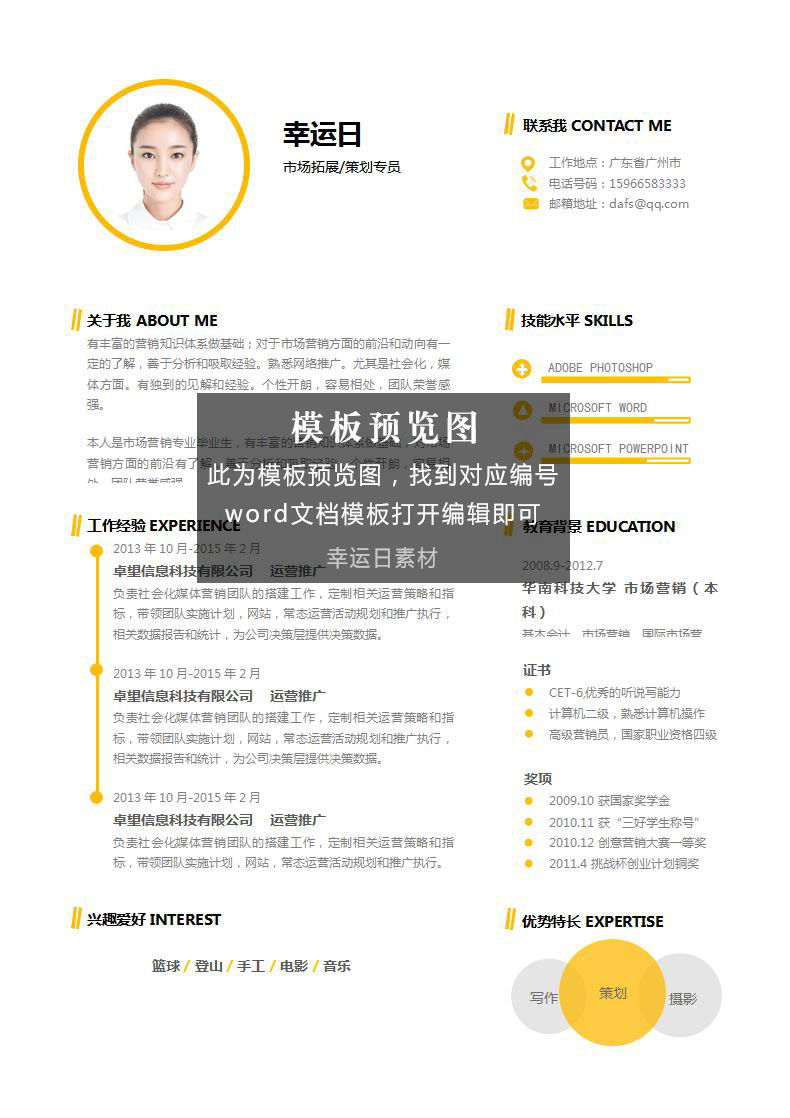 幸运日
市场拓展/策划专员
联系我 CONTACT ME
工作地点：广东省广州市
电话号码：15966583333
邮箱地址：dafs@qq.com
关于我 ABOUT ME
有丰富的营销知识体系做基础；对于市场营销方面的前沿和动向有一
定的了解，善于分析和吸取经验。熟悉网络推广。尤其是社会化，媒
体方面。有独到的见解和经验。个性开朗，容易相处，团队荣誉感
强。
本人是市场营销专业毕业生，有丰富的营销知识体系做基础，对市场
营销方面的前沿有了解，善于分析和吸取经验。个性开朗，容易相
处，团队荣誉感强。
技能水平 SKILLS
ADOBE PHOTOSHOP
MICROSOFT WORD
MICROSOFT POWERPOINT
模板预览图
此为模板预览图，找到对应编号
word文档模板打开编辑即可
幸运日素材
工作经验 EXPERIENCE
2013 年 10 月-2015 年 2 月
卓望信息科技有限公司 运营推广
负责社会化媒体营销团队的搭建工作，定制相关运营策略和指
标，带领团队实施计划，网站，常态运营活动规划和推广执行，
相关数据报告和统计，为公司决策层提供决策数据。
2013 年 10 月-2015 年 2 月
卓望信息科技有限公司 运营推广
负责社会化媒体营销团队的搭建工作，定制相关运营策略和指
标，带领团队实施计划，网站，常态运营活动规划和推广执行，
相关数据报告和统计，为公司决策层提供决策数据。
2013 年 10 月-2015 年 2 月
卓望信息科技有限公司 运营推广
负责社会化媒体营销团队的搭建工作，定制相关运营策略和指
标，带领团队实施计划，网站，常态运营活动规划和推广执行。
教育背景 EDUCATION
2008.9-2012.7
华南科技大学 市场营销（本
科）
基本会计、市场营销、国际市场营
证书
CET-6,优秀的听说写能力
计算机二级，熟悉计算机操作
高级营销员，国家职业资格四级
奖项
2009.10 获国家奖学金
2010.11 获“三好学生称号”
2010.12 创意营销大赛一等奖
2011.4 挑战杯创业计划铜奖
兴趣爱好 INTEREST
篮球 / 登山 / 手工 / 电影 / 音乐
优势特长 EXPERTISE
写作
策划
摄影